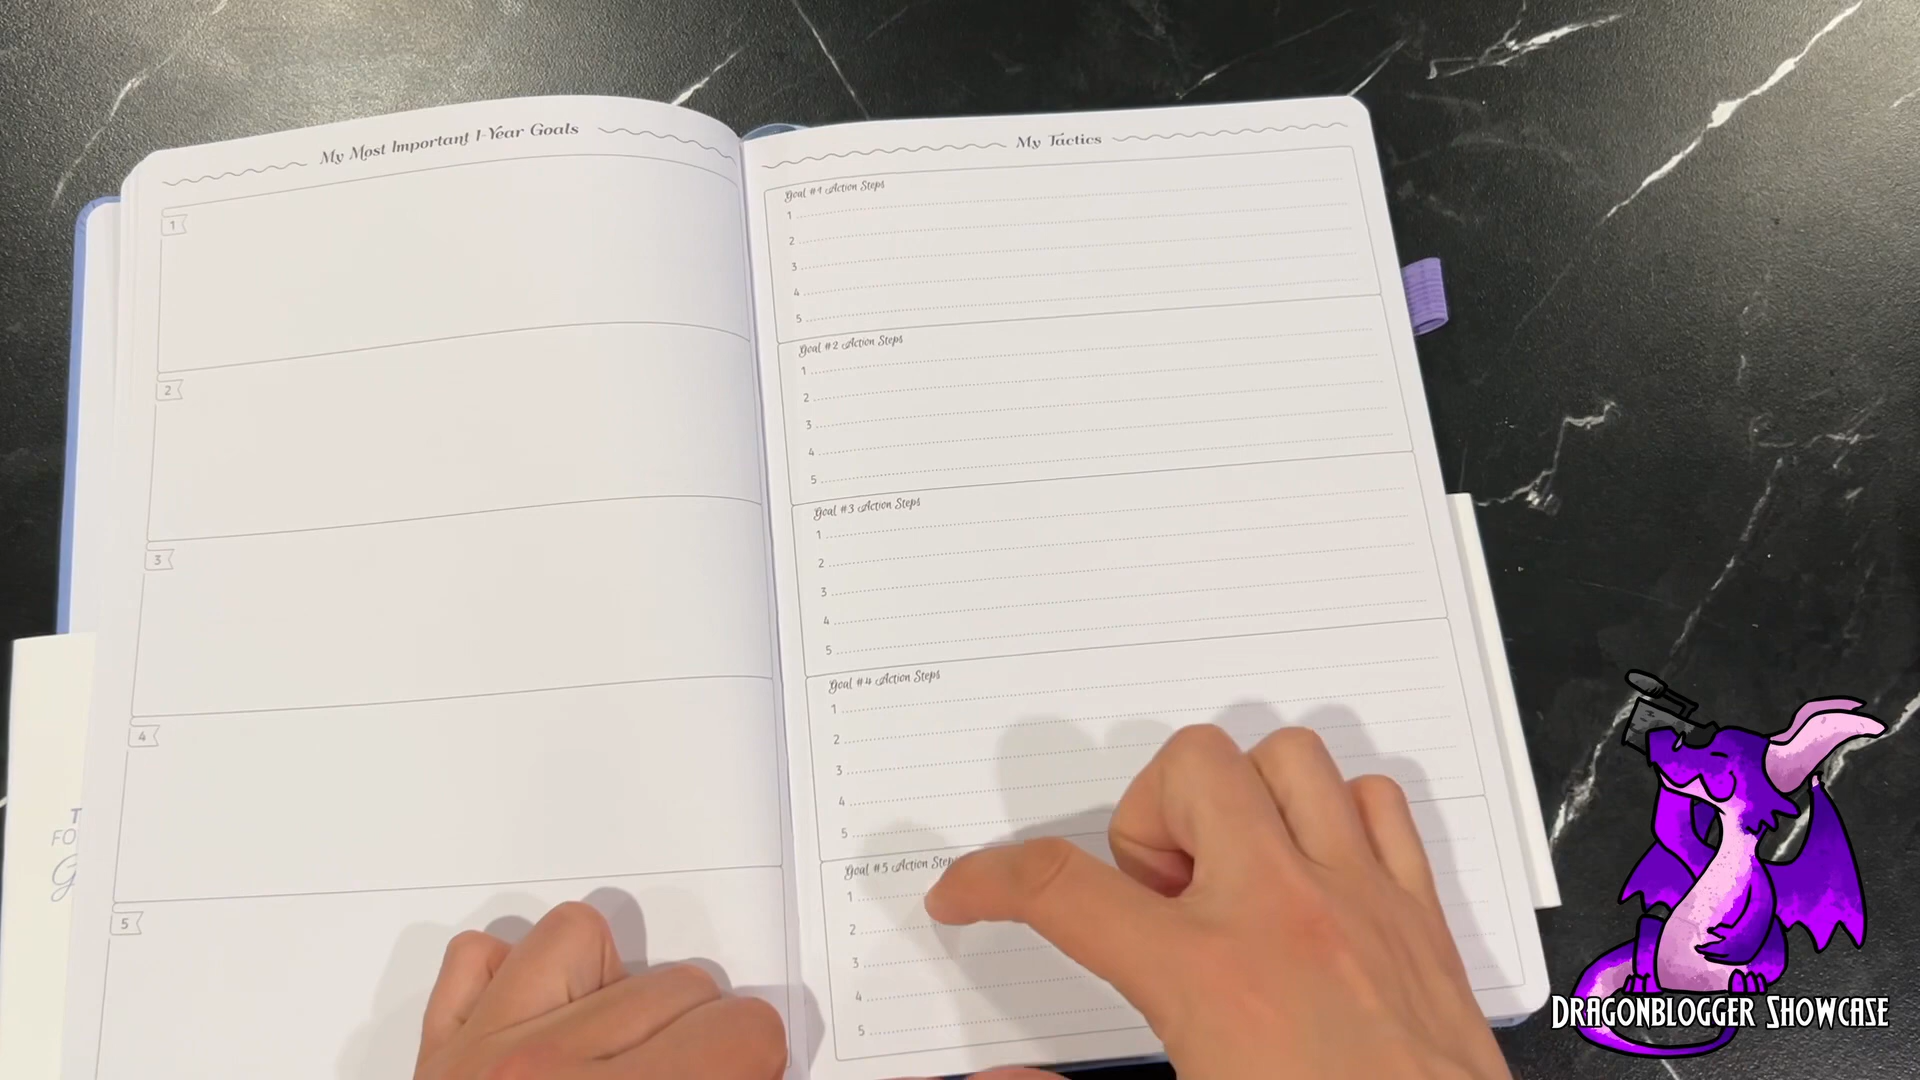 My Most Important 1-Year Goals
1
2
3
4
5
My Tactics
Goal #1 Action Steps
1
2
3
4
5
Goal #2 Action Steps
1
2
3
4
5
Goal #3 Action Steps
1
2
3
4
5
Goal #4 Action Steps
1
2
3
4
5
Goal #5 Action Steps
1
2
3
4
5
T
FO
G
DRAGONBLOGGER SHOWCASE